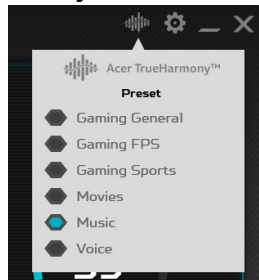 Acer TrueHarmony™
Preset
Gaming General
Gaming FPS
Gaming Sports
Movies
Music
Voice